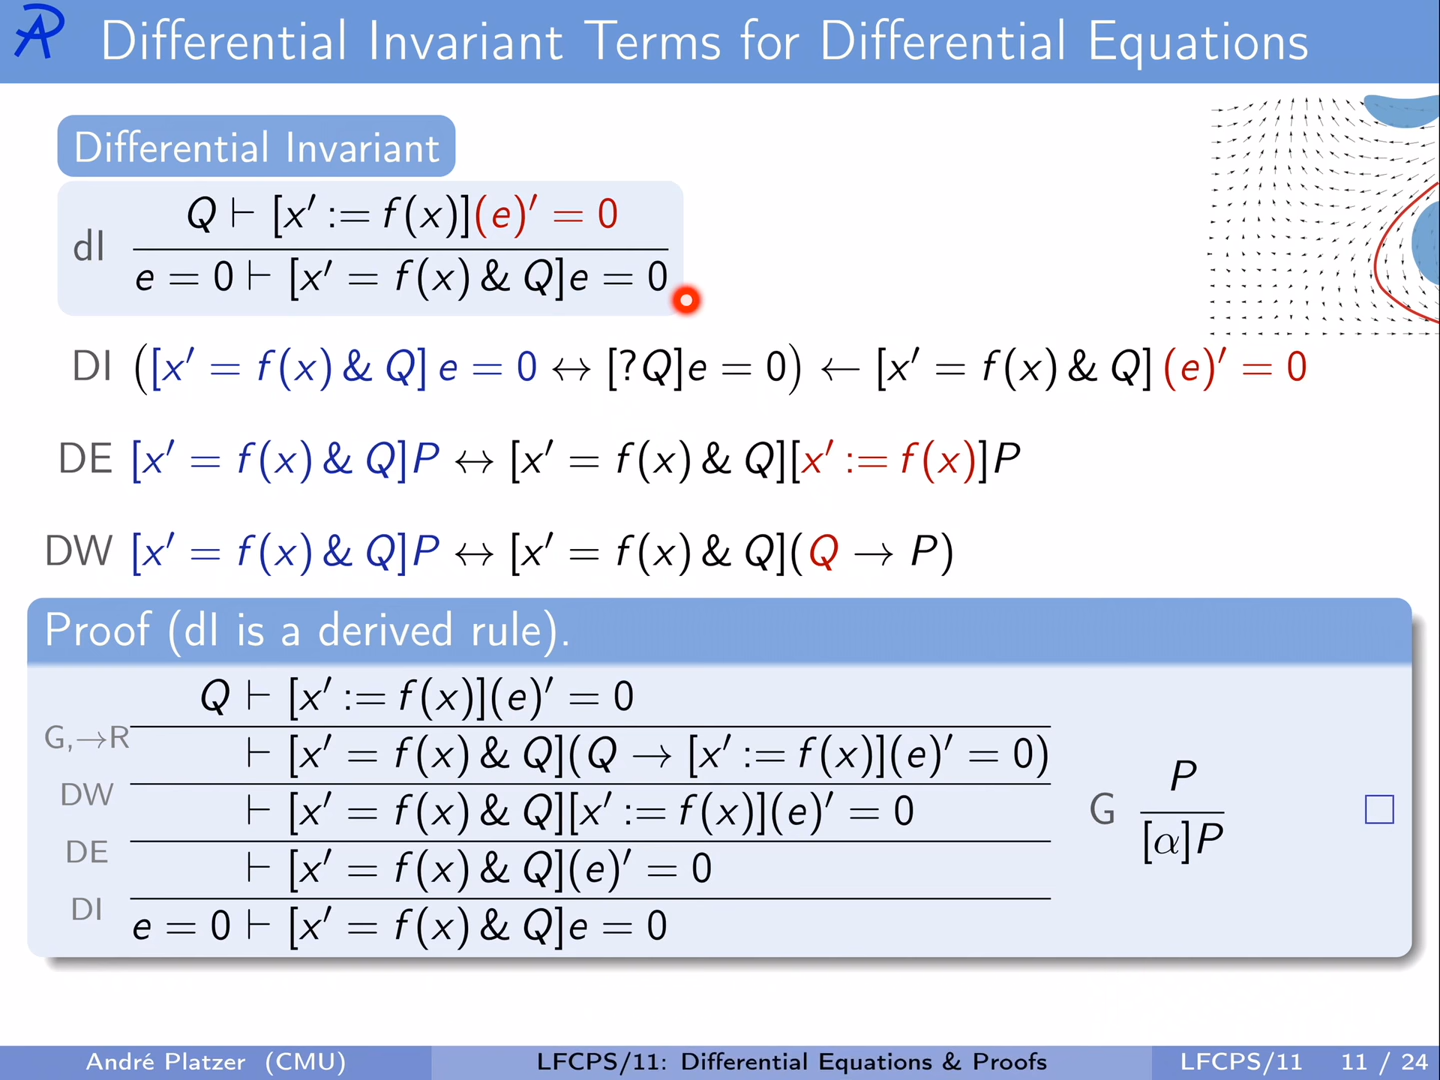 Differential Invariant Terms for Differential Equations
Differential Invariant
Q ⊢ [x′ := f(x)](e)′ = 0
dI
e = 0 ⊢ [x′ = f(x) & Q]e = 0
DI ([x′ = f(x) & Q] e = 0 ↔ [?Q]e = 0) ← [x′ = f(x) & Q] (e)′ = 0
DE [x′ = f(x) & Q]P ↔ [x′ = f(x) & Q][x′ := f(x)]P
DW [x′ = f(x) & Q]P ↔ [x′ = f(x) & Q](Q → P)
Proof (dI is a derived rule).
Q ⊢ [x′ := f(x)](e)′ = 0
G,→R
⊢ [x′ = f(x) & Q](Q → [x′ := f(x)](e)′ = 0)
DW
⊢ [x′ = f(x) & Q][x′ := f(x)](e)′ = 0
DE
⊢ [x′ = f(x) & Q](e)′ = 0
DI
e = 0 ⊢ [x′ = f(x) & Q]e = 0
P
G
[α]P
□
André Platzer (CMU) LFCPS/11: Differential Equations & Proofs LFCPS/11 11 / 24